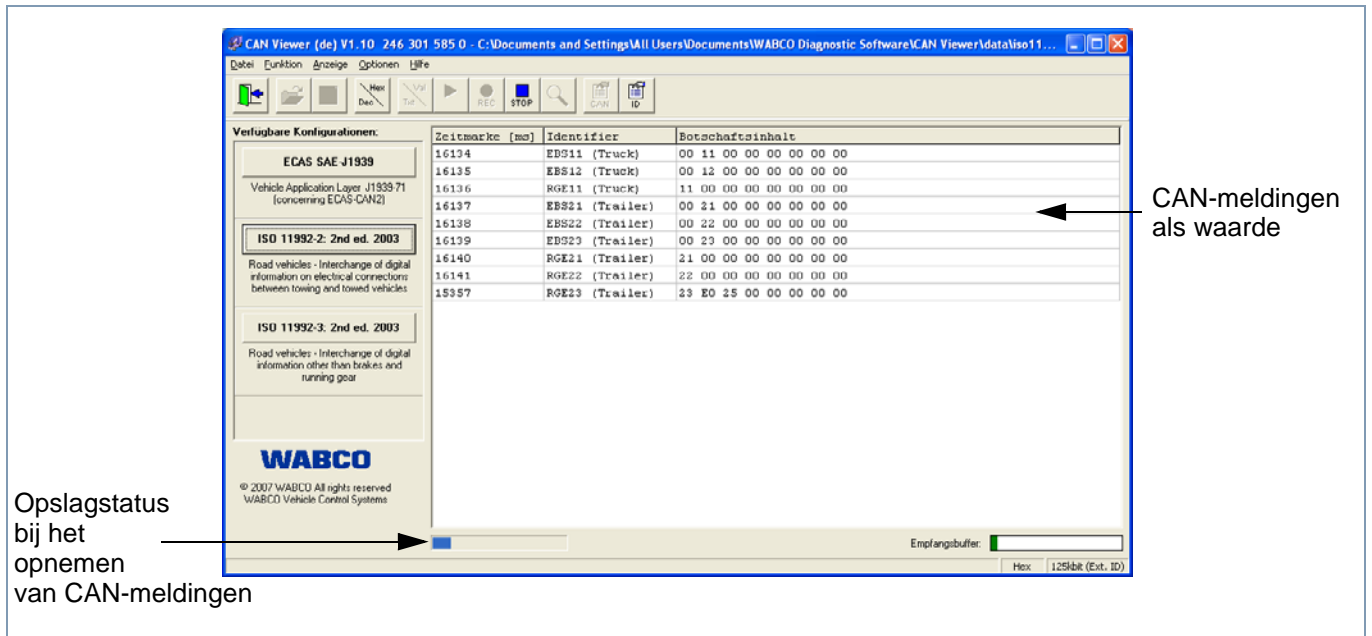 CAN Viewer (de) V1.10 246 301 585 0 - C:\Documents and Settings\All Users\Documents\WABCO Diagnostic Software\CAN Viewer\data\iso11...
Datei Funktion Anzeige Optionen Hilfe
Hex Dec Val Txt REC STOP CAN ID
Verfügbare Konfigurationen:
ECAS SAE-J1939
Vehicle Application Layer J1939-71
(concerning ECAS-CAN2)
ISO 11992-2: 2nd ed. 2003
Road vehicles - Interchange of digital
information on electrical connections
between towing and towed vehicles
ISO 11992-3: 2nd ed. 2003
Road vehicles - Interchange of digital
information other than brakes and
running gear
WABCO
© 2007 WABCO All rights reserved
WABCO Vehicle Control Systems
Zeitmarke [ms] Identifier Botschaftsinhalt
16134 EBS11 (Truck) 00 11 00 00 00 00 00 00
16135 EBS12 (Truck) 00 12 00 00 00 00 00 00
16136 RGE11 (Truck) 11 00 00 00 00 00 00 00
16137 EBS21 (Trailer) 00 21 00 00 00 00 00 00
16138 EBS22 (Trailer) 00 22 00 00 00 00 00 00
16139 EBS23 (Trailer) 00 23 00 00 00 00 00 00
16140 RGE21 (Trailer) 21 00 00 00 00 00 00 00
16141 RGE22 (Trailer) 22 00 00 00 00 00 00 00
15357 RGE23 (Trailer) 23 E0 25 00 00 00 00 00
CAN-meldingen
als waarde
Opslagstatus
bij het
opnemen
van CAN-meldingen
Empfangsbuffer:
Hex 125kbit (Ext. ID)